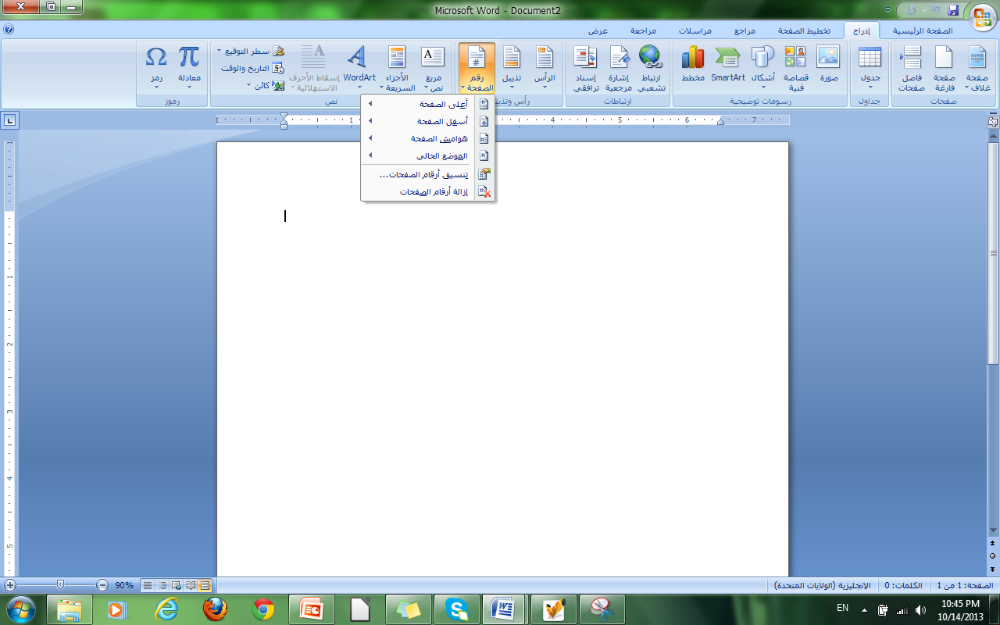 Microsoft Word - Document2
الصفحة الرئيسية
إدراج
تخطيط الصفحة
مراجع
مراسلات
مراجعة
عرض
صفحة غلاف
صفحة فارغة
فاصل صفحات
صفحات
جدول
جداول
صورة
قصاصة فنية
أشكال
SmartArt
مخطط
رسومات توضيحية
ارتباط تشعبي
إشارة مرجعية
إسناد ترافقي
ارتباطات
الرأس
تذييل
رقم الصفحة
رأس وتذيي
مربع نص
الأجزاء السريعة
WordArt
إسقاط الأحرف الاستهلالية
سطر التوقيع
التاريخ والوقت
كائن
نص
معادلة
رمز
رموز
أعلى الصفحة
أسفل الصفحة
هوامش الصفحة
الموضع الحالي
تنسيق أرقام الصفحات...
إزالة أرقام الصفحات
1 1 4 5 6 7
1
1
2
3
4
5
الصفحة: 1 من 1
الكلمات: 0
الإنجليزية (الولايات المتحدة)
90%
EN
10:45 PM
10/14/2013